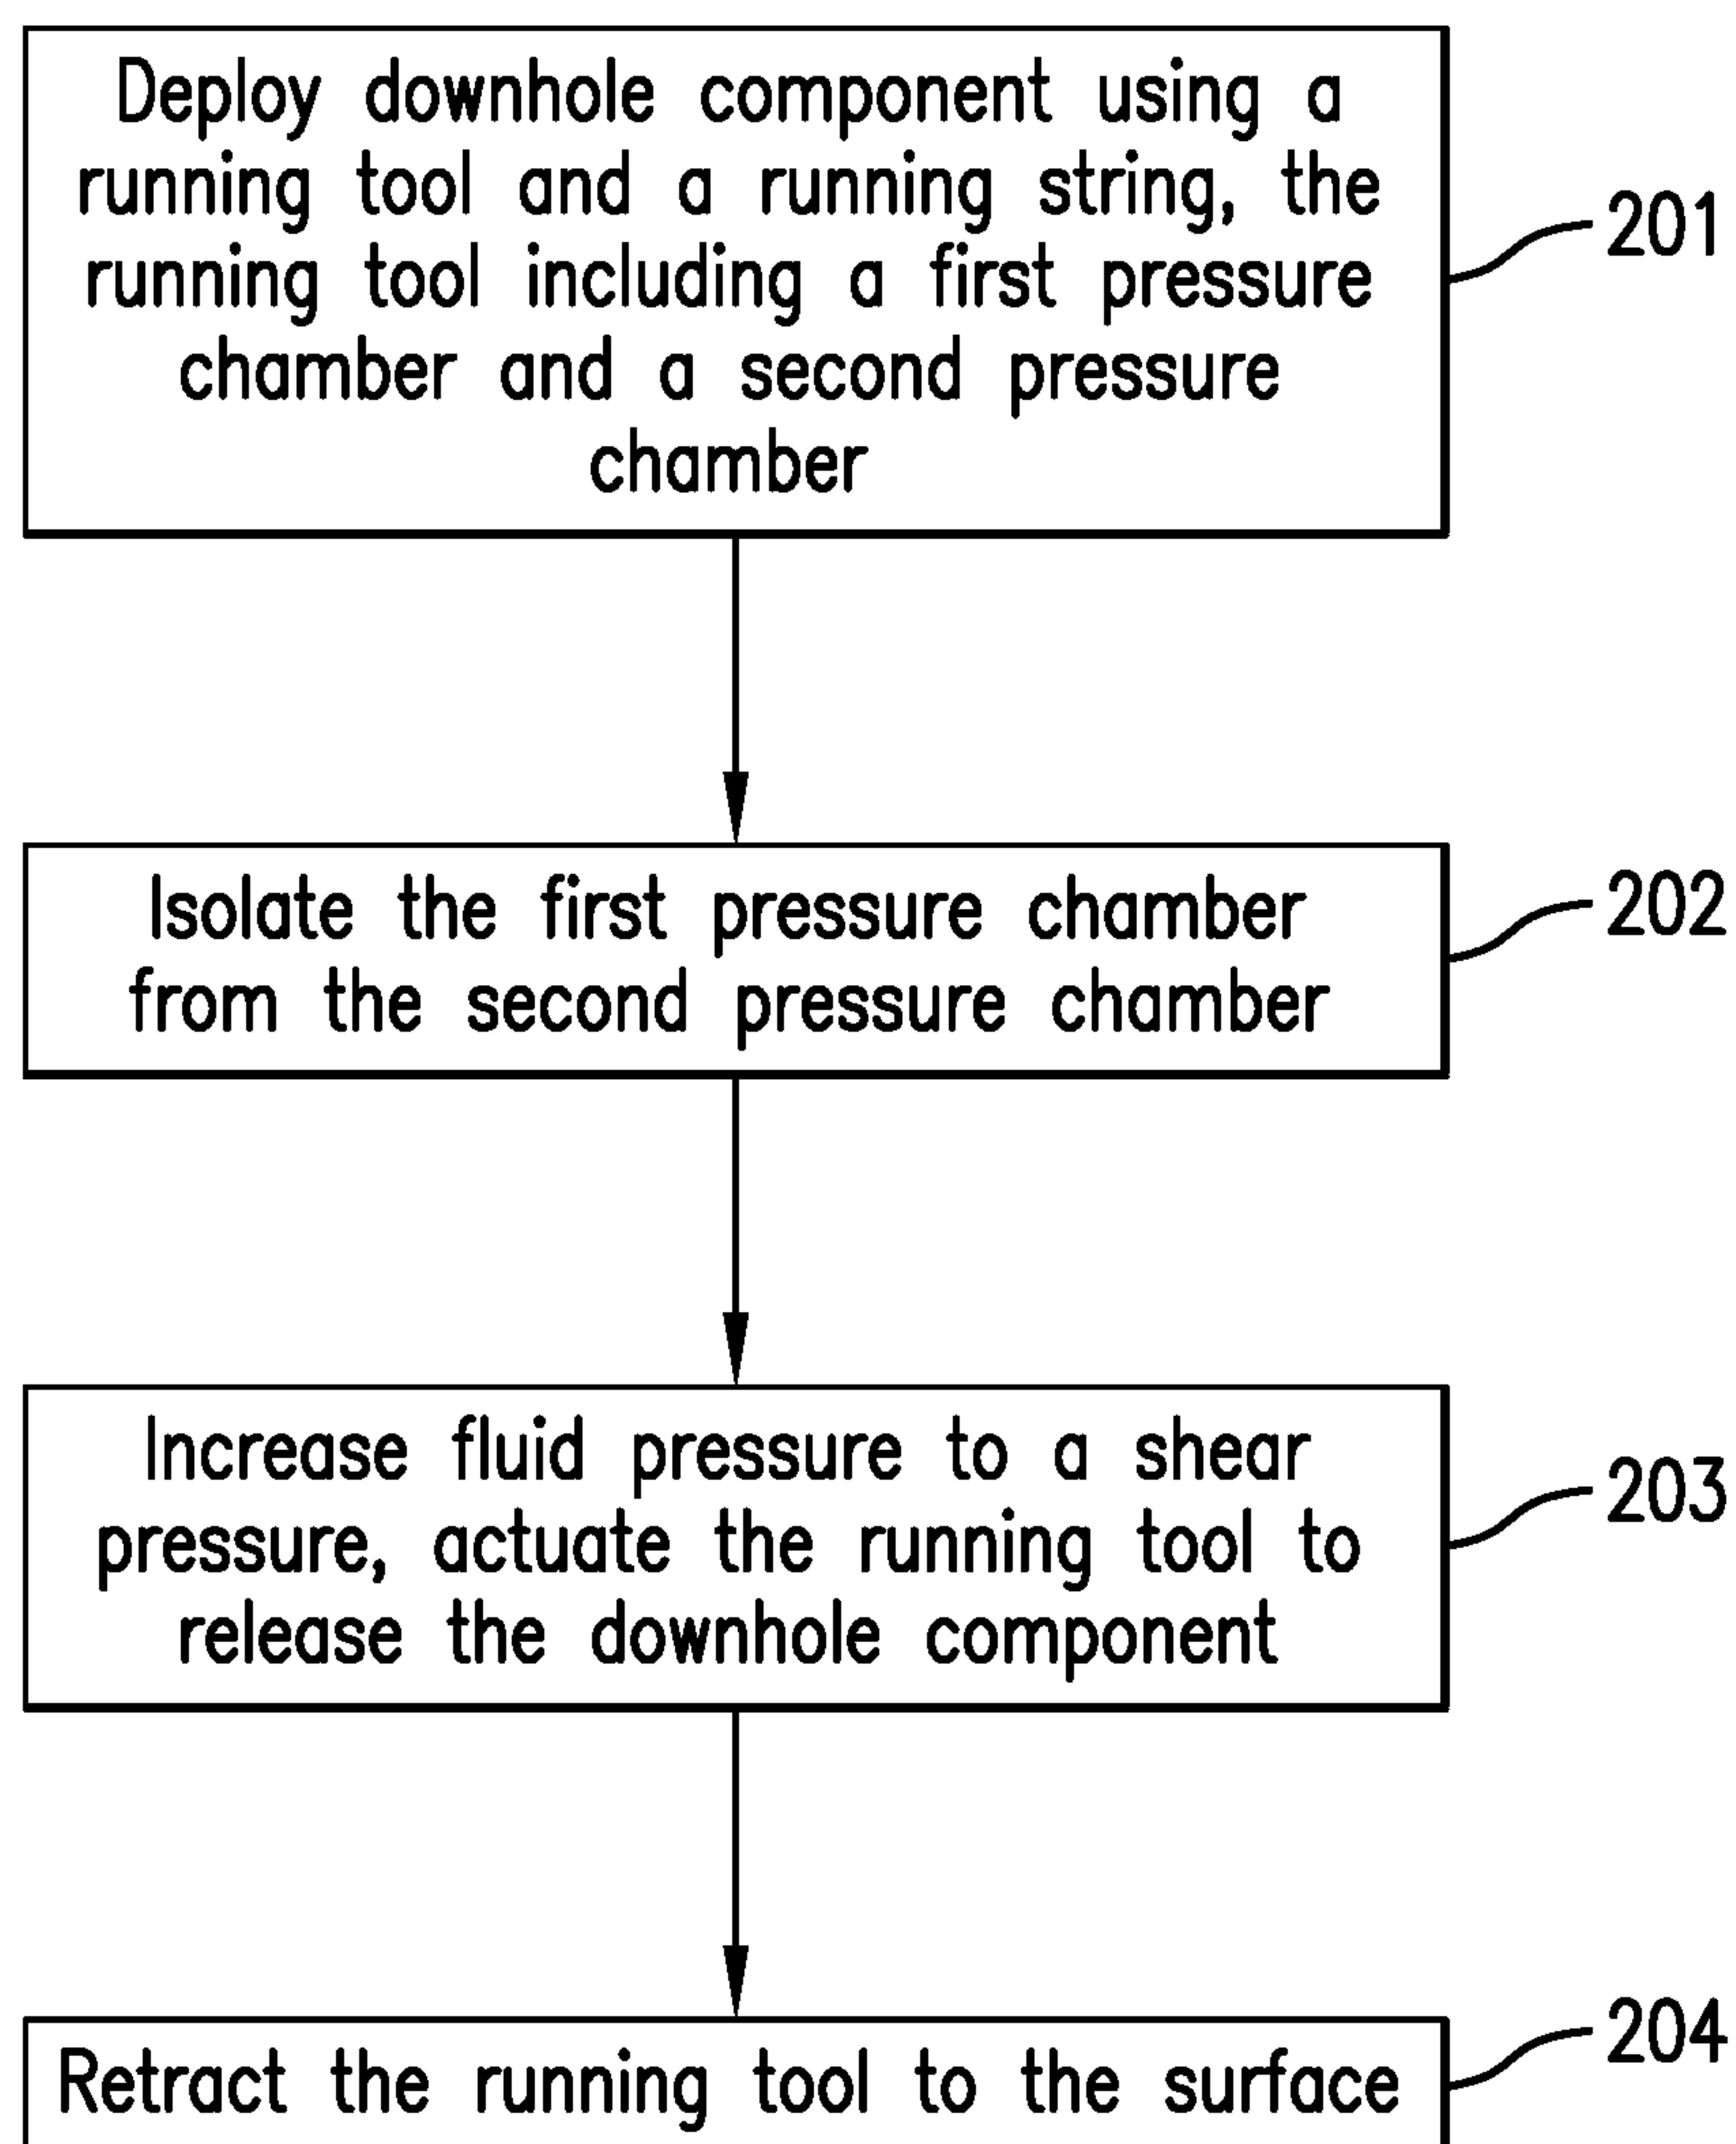 Deploy downhole component using a
running tool and a running string, the
running tool including a first pressure
chamber and a second pressure
chamber
201
Isolate the first pressure chamber
from the second pressure chamber
202
Increase fluid pressure to a shear
pressure, actuate the running tool to
release the downhole component
203
Retract the running tool to the surface
204